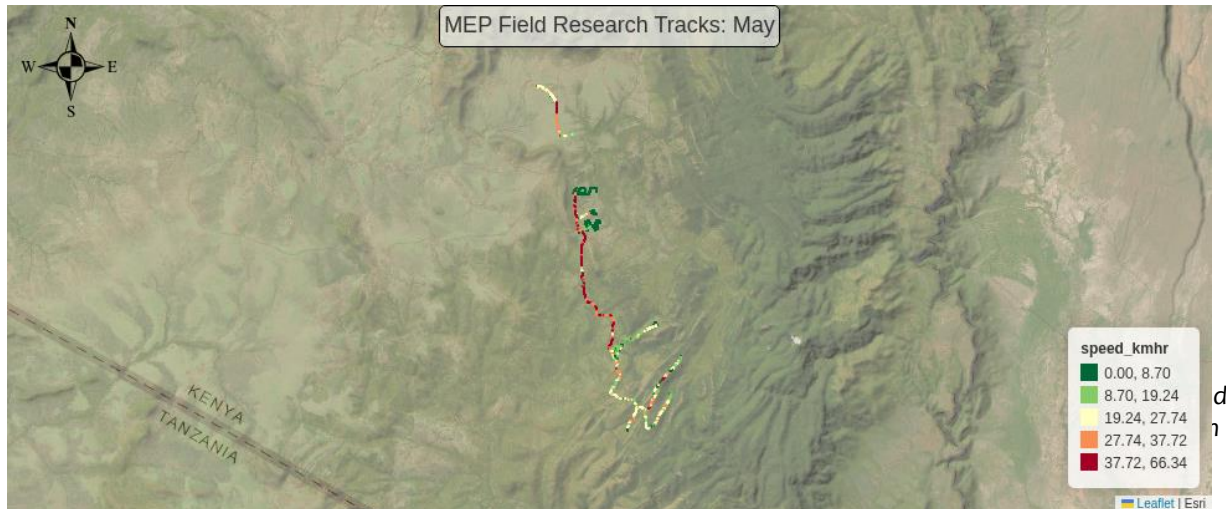 MEP Field Research Tracks: May
N
W E
S
KENYA
TANZANIA
speed_kmhr
0.00, 8.70
8.70, 19.24
19.24, 27.74
27.74, 37.72
37.72, 66.34
d
Leaflet | Esri